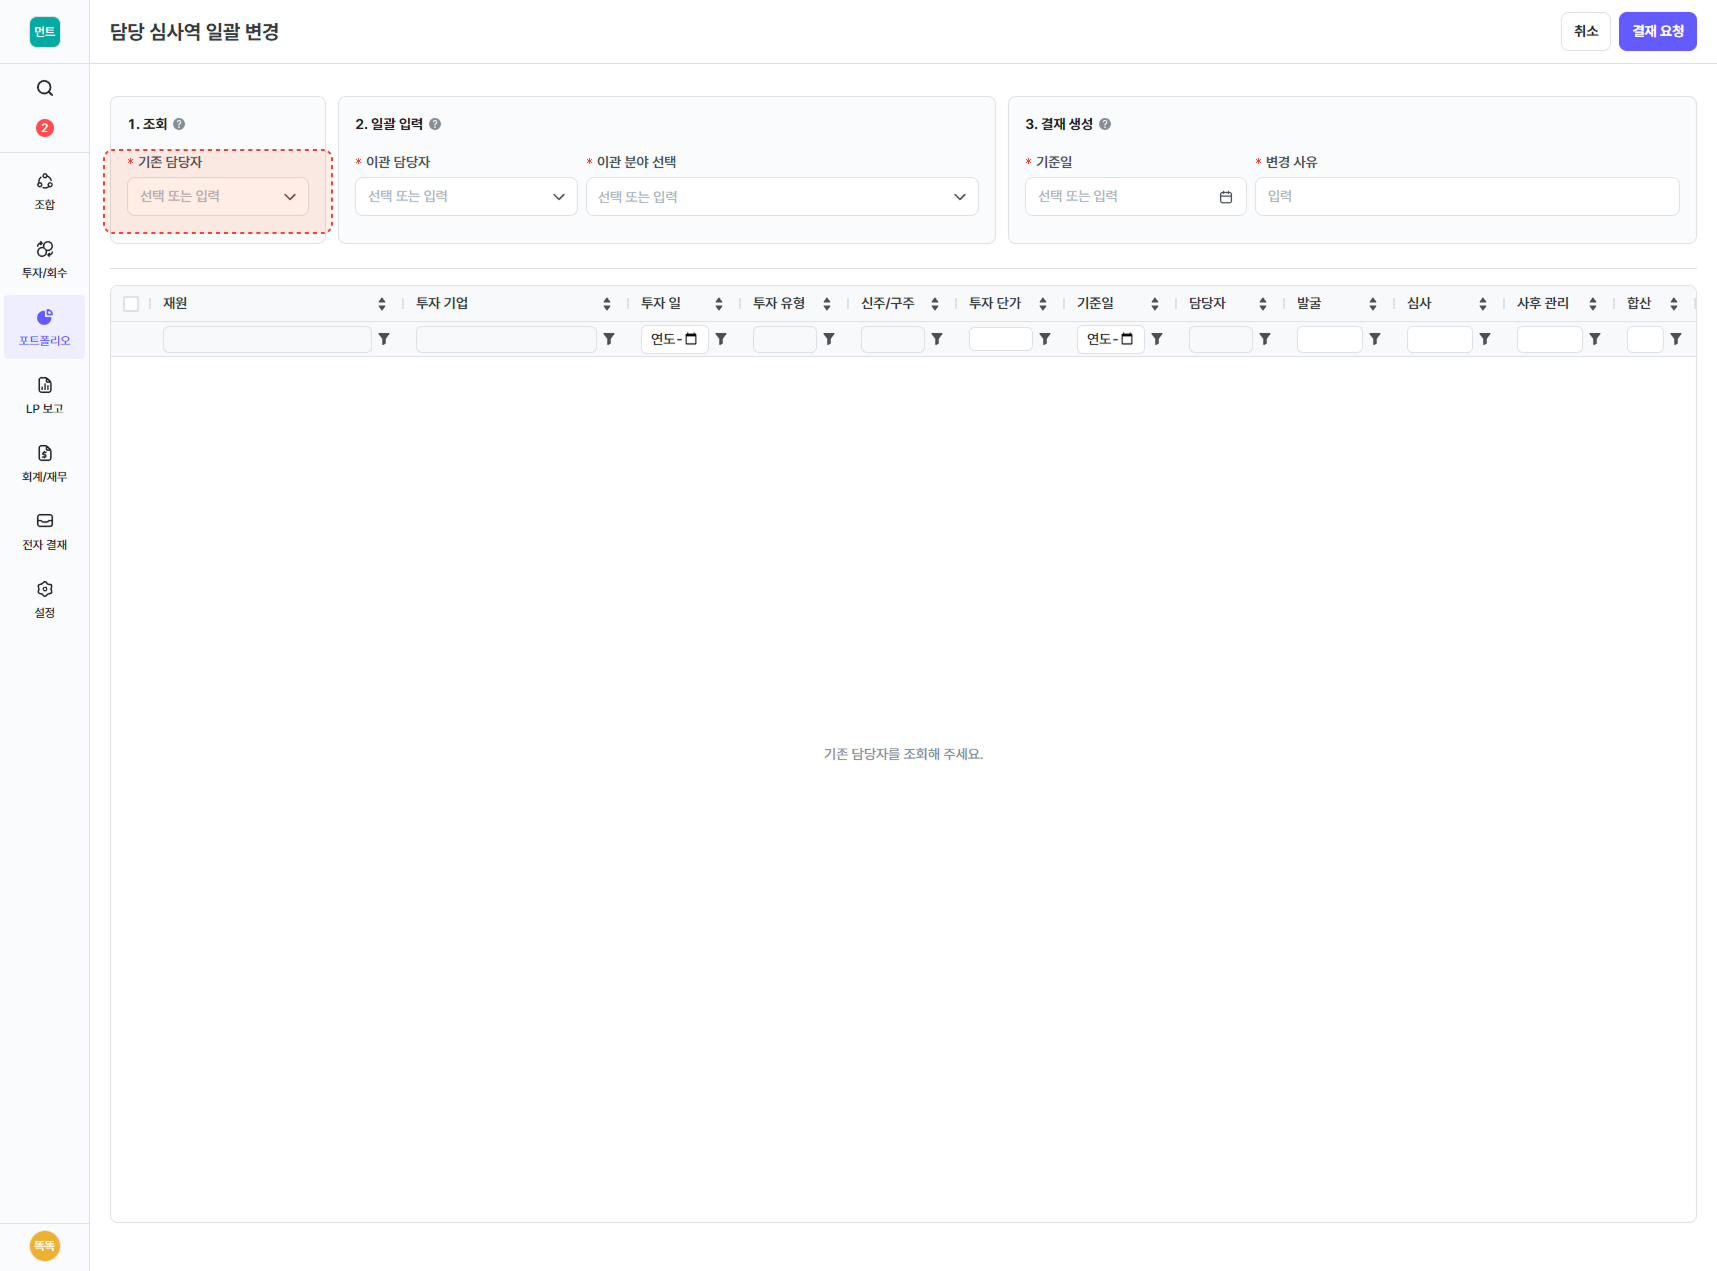 먼트
담당 심사역 일괄 변경
취소
결재 요청
2
조합
투자/회수
포트폴리오
LP 보고
회계/재무
전자 결재
설정
똑똑
1. 조회 ?
* 기존 담당자
선택 또는 입력
2. 일괄 입력 ?
* 이관 담당자
선택 또는 입력
* 이관 분야 선택
선택 또는 입력
3. 결재 생성 ?
* 기준일
선택 또는 입력
* 변경 사유
입력
재원 투자 기업 투자 일 투자 유형 신주/구주 투자 단가 기준일 담당자 발굴 심사 사후 관리 합산
연도- 연도-
기존 담당자를 조회해 주세요.